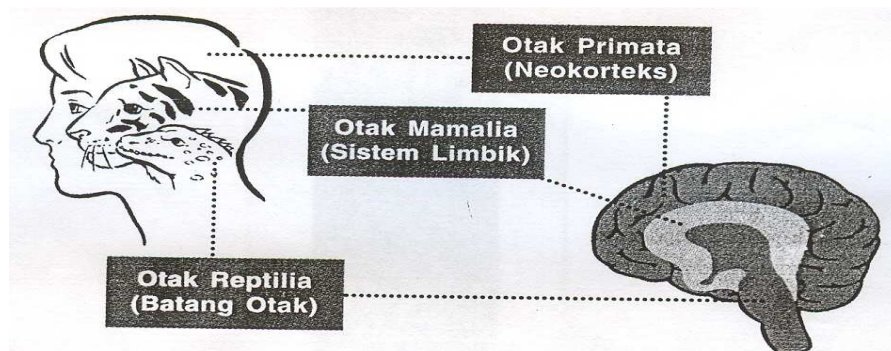 Otak Primata
(Neokorteks)
Otak Mamalia
(Sistem Limbik)
Otak Reptilia
(Batang Otak)